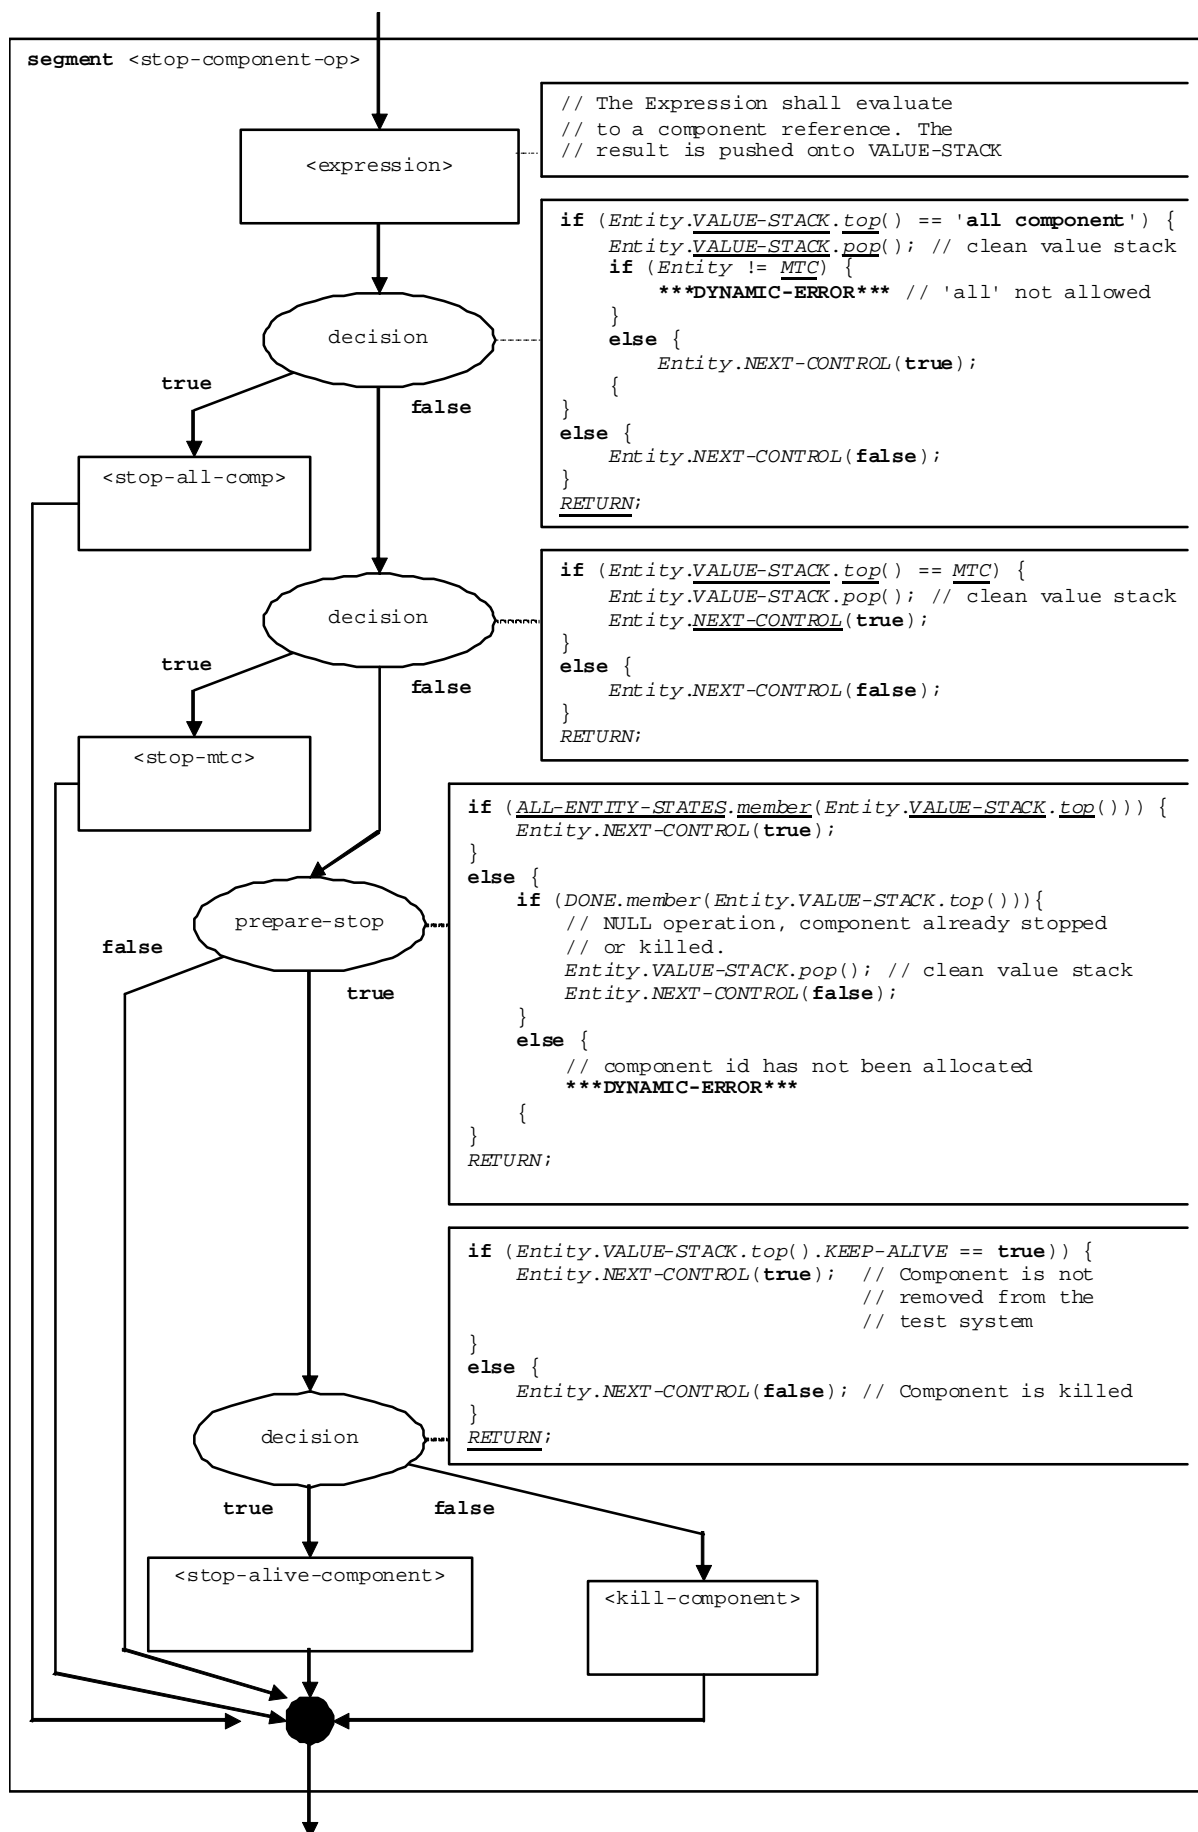 segment <stop-component-op>
// The Expression shall evaluate
// to a component reference. The
// result is pushed onto VALUE-STACK
<expression>
if (Entity.VALUE-STACK.top() == 'all component') {
Entity.VALUE-STACK.pop(); // clean value stack
if (Entity != MTC) {
***DYNAMIC-ERROR*** // 'all' not allowed
}
else {
Entity.NEXT-CONTROL(true);
{
}
else {
Entity.NEXT-CONTROL(false);
}
RETURN;
decision
true
false
<stop-all-comp>
if (Entity.VALUE-STACK.top() == MTC) {
Entity.VALUE-STACK.pop(); // clean value stack
Entity.NEXT-CONTROL(true);
}
else {
Entity.NEXT-CONTROL(false);
}
RETURN;
decision
true
false
<stop-mtc>
if (ALL-ENTITY-STATES.member(Entity.VALUE-STACK.top())) {
Entity.NEXT-CONTROL(true);
}
else {
if (DONE.member(Entity.VALUE-STACK.top())){
// NULL operation, component already stopped
// or killed.
Entity.VALUE-STACK.pop(); // clean value stack
Entity.NEXT-CONTROL(false);
}
else {
// component id has not been allocated
***DYNAMIC-ERROR***
{
}
RETURN;
prepare-stop
false
true
if (Entity.VALUE-STACK.top().KEEP-ALIVE == true)) {
Entity.NEXT-CONTROL(true); // Component is not
// removed from the
// test system
}
else {
Entity.NEXT-CONTROL(false); // Component is killed
}
RETURN;
decision
true
false
<stop-alive-component>
<kill-component>